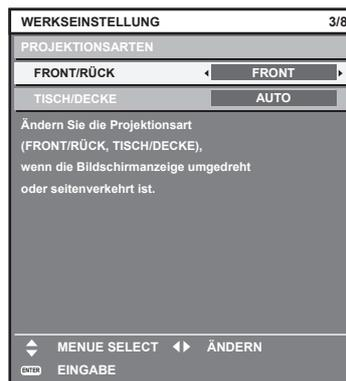 WERKSEINSTELLUNG 3/8
PROJEKTIONSARTEN
FRONT/RÜCK FRONT
TISCH/DECKE AUTO
Ändern Sie die Projektionsart
(FRONT/RÜCK, TISCH/DECKE),
wenn die Bildschirmanzeige umgedreht
oder seitenverkehrt ist.
MENUE SELECT ÄNDERN
ENTER EINGABE